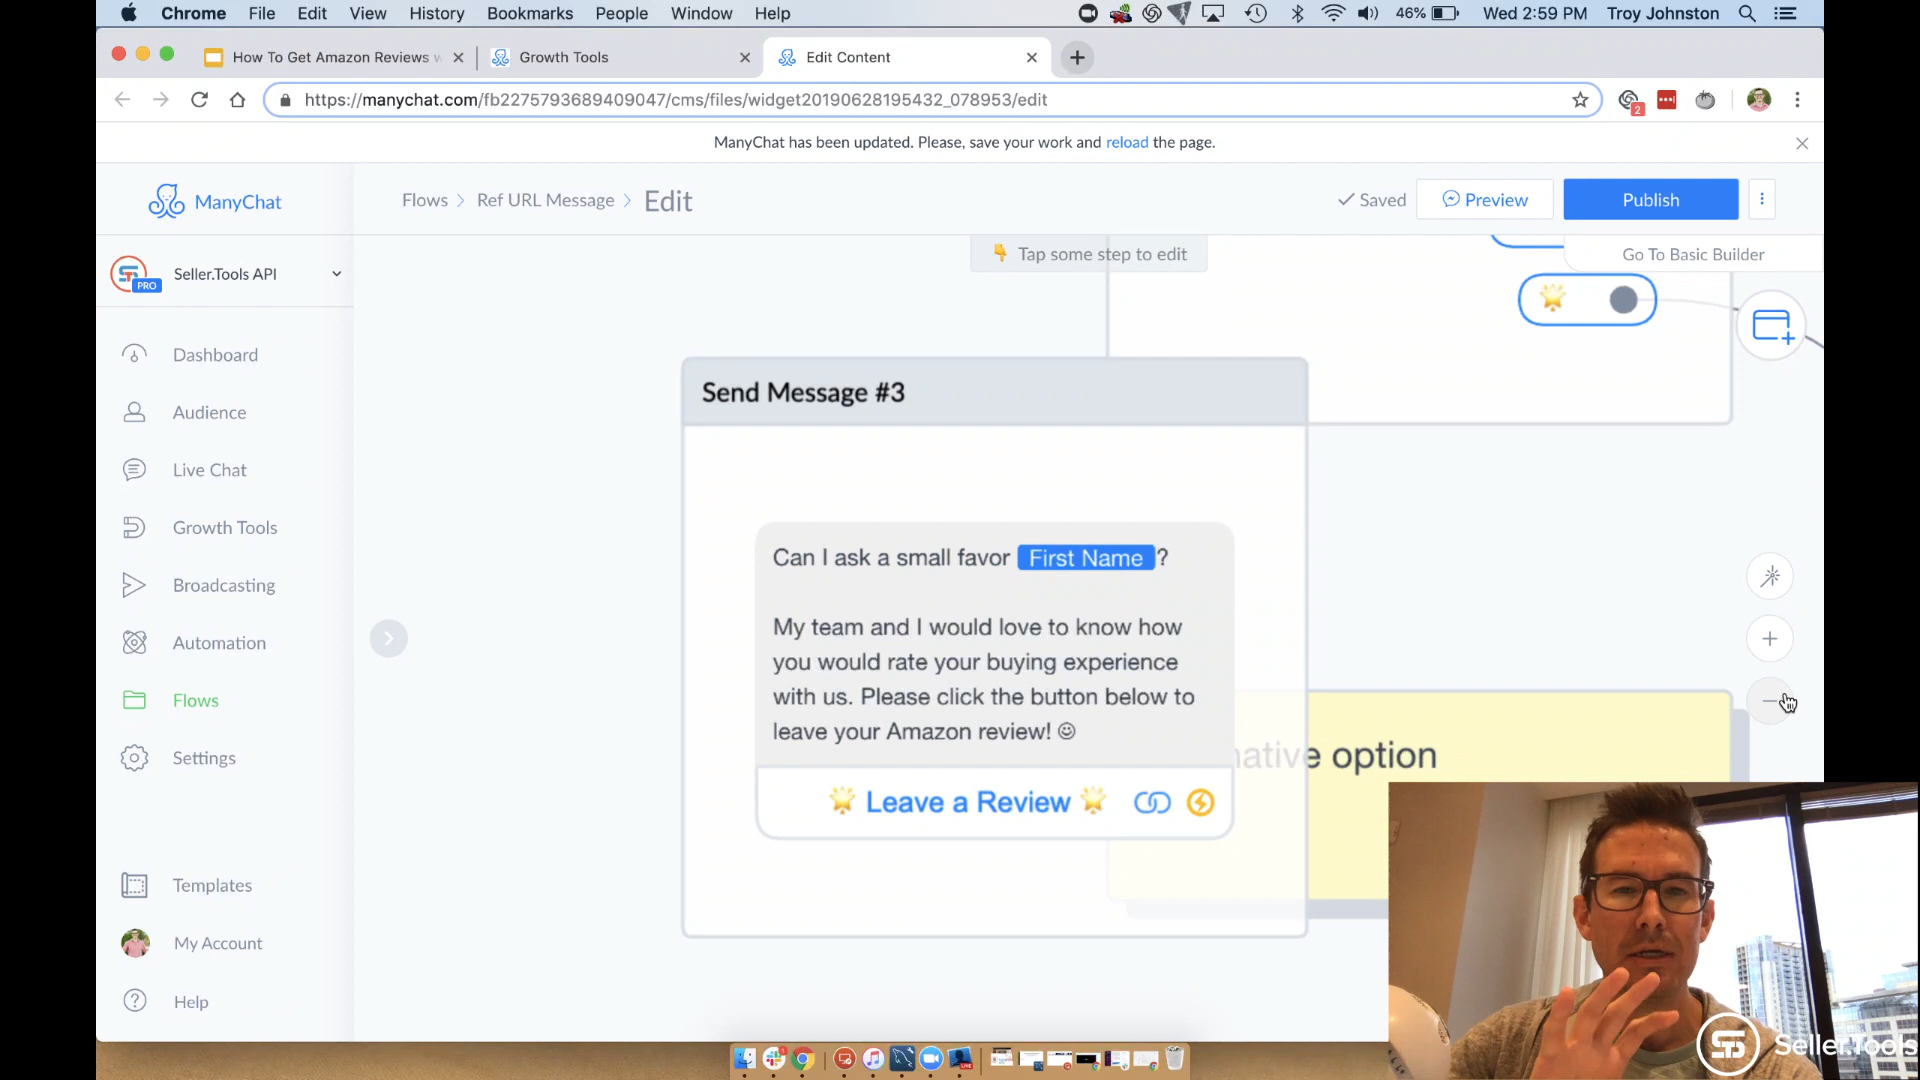 Chrome File Edit View History Bookmarks People Window Help
46% Wed 2:59 PM Troy Johnston
How To Get Amazon Reviews w
Growth Tools
Edit Content
https://manychat.com/fb2275793689409047/cms/files/widget20190628195432_078953/edit
2
ManyChat has been updated. Please, save your work and reload the page.
ManyChat
Flows > Ref URL Message > Edit
Saved
Preview
Publish
Seller.Tools API
PRO
Tap some step to edit
Go To Basic Builder
Dashboard
Audience
Live Chat
Growth Tools
Broadcasting
Automation
Flows
Settings
Templates
My Account
Help
Send Message #3
Can I ask a small favor First Name ?
My team and I would love to know how
you would rate your buying experience
with us. Please click the button below to
leave your Amazon review!
Leave a Review
native option
Seller.Tools